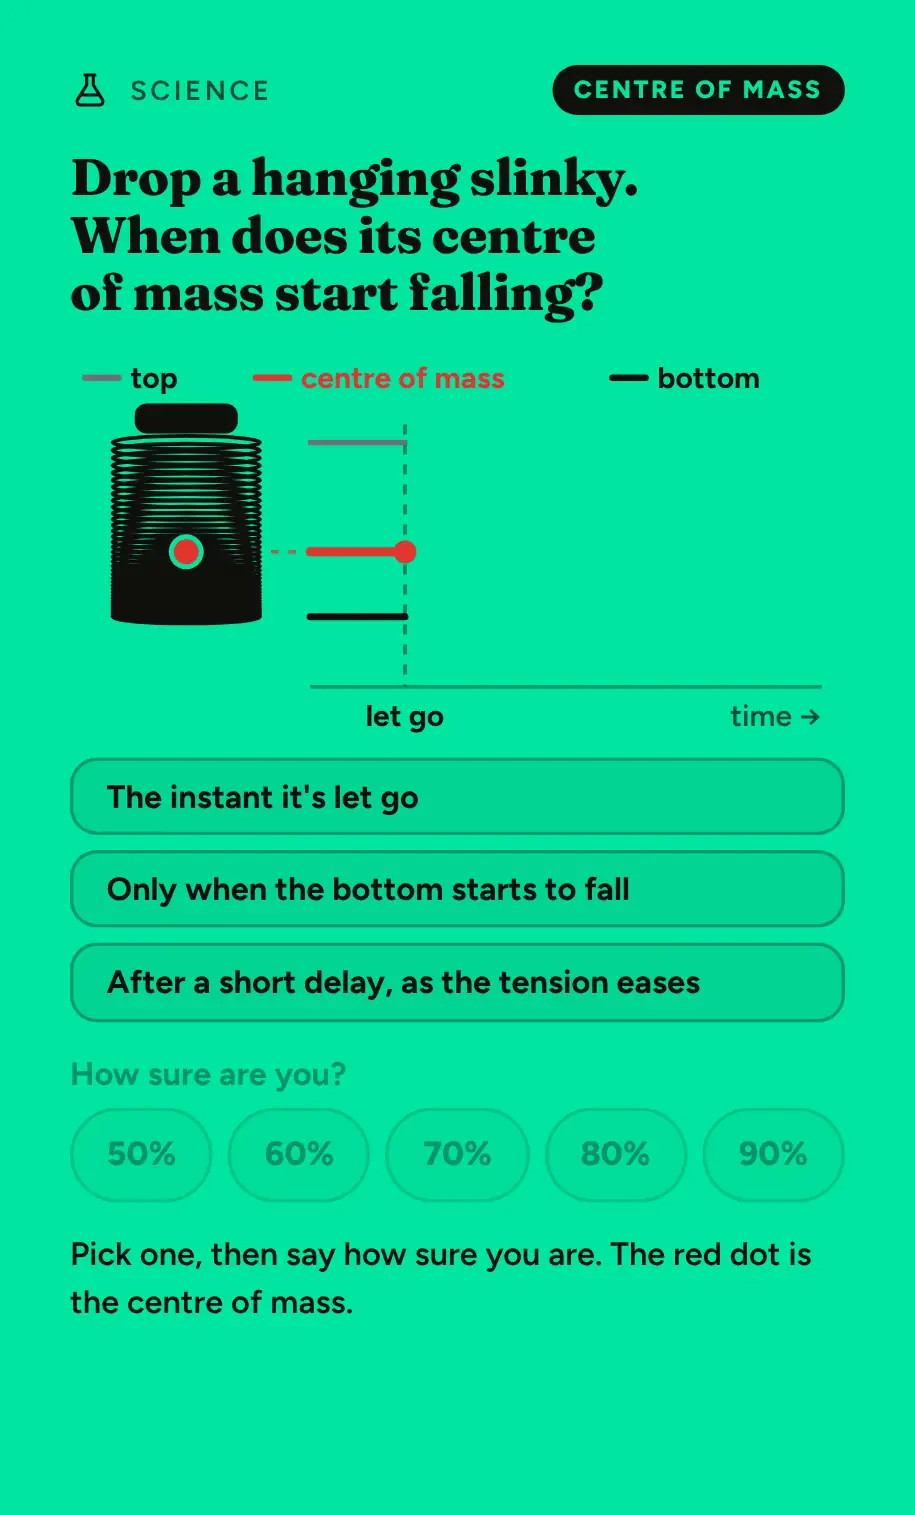 SCIENCE
CENTRE OF MASS
Drop a hanging slinky.
When does its centre
of mass start falling?
top
centre of mass
bottom
let go
time →
The instant it's let go
Only when the bottom starts to fall
After a short delay, as the tension eases
How sure are you?
50%
60%
70%
80%
90%
Pick one, then say how sure you are. The red dot is
the centre of mass.